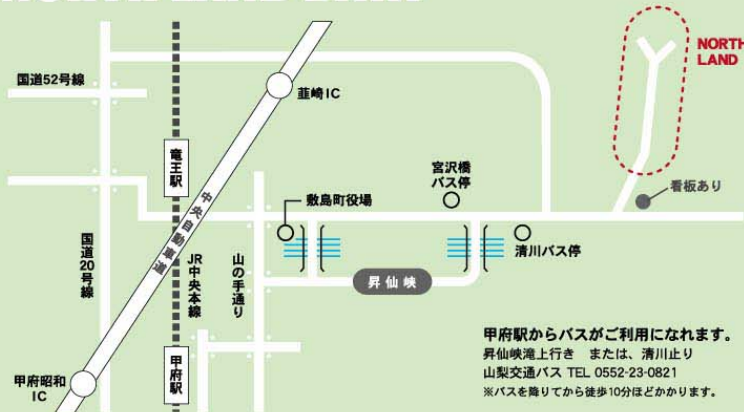 NORTH
LAND
国道52号線
韮崎IC
竜王駅
宮沢橋
バス停
敷島町役場
看板あり
中央自動車道
国道20号線
JR中央本線
山の手通り
清川バス停
昇仙峡
甲府昭和
IC
甲府駅
甲府駅からバスがご利用になれます。
昇仙峡滝上行き または、清川止り
山梨交通バス TEL 0552-23-0821
※バスを降りてから徒歩10分ほどかかります。